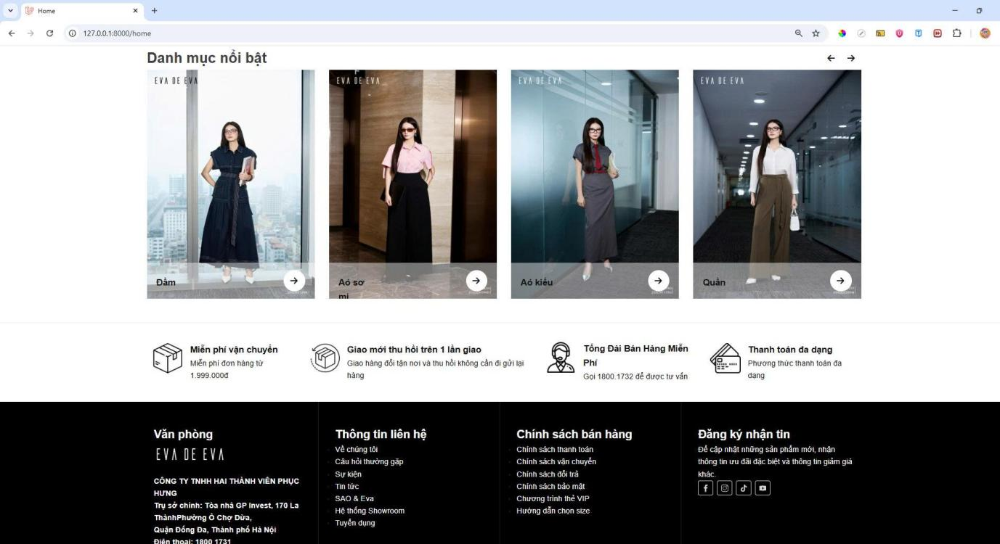 Home
127.0.0.1:8000/home
Danh mục nổi bật
EVA DE EVA
EVA DE EVA
EVA DE EVA
EVA DE EVA
Đầm
Aó sơ
mi
Aó kiểu
Quần
Miễn phí vận chuyển
Miễn phí đơn hàng từ
1.999.000đ
Giao mới thu hồi trên 1 lần giao
Giao hàng đổi tận nơi và thu hồi không cần đi gửi lại
hàng
Tổng Đài Bán Hàng Miễn
Phí
Gọi 1800.1732 để được tư vấn
Thanh toán đa dạng
Phương thức thanh toán đa
dạng
Văn phòng
EVA DE EVA
CÔNG TY TNHH HAI THÀNH VIÊN PHỤC
HƯNG
Trụ sở chính: Tòa nhà GP Invest, 170 La
ThànhPhường Ô Chợ Dừa,
Quận Đống Đa, Thành phố Hà Nội
Điện thoại: 1800 1731
Thông tin liên hệ
Về chúng tôi
Câu hỏi thường gặp
Sự kiện
Tin tức
SAO & Eva
Hệ thống Showroom
Tuyển dụng
Chính sách bán hàng
Chính sách thanh toán
Chính sách vận chuyển
Chính sách đổi trả
Chính sách bảo mật
Chương trình thẻ VIP
Hướng dẫn chọn size
Đăng ký nhận tin
Để cập nhật những sản phẩm mới, nhận
thông tin ưu đãi đặc biệt và thông tin giảm giá
khác.